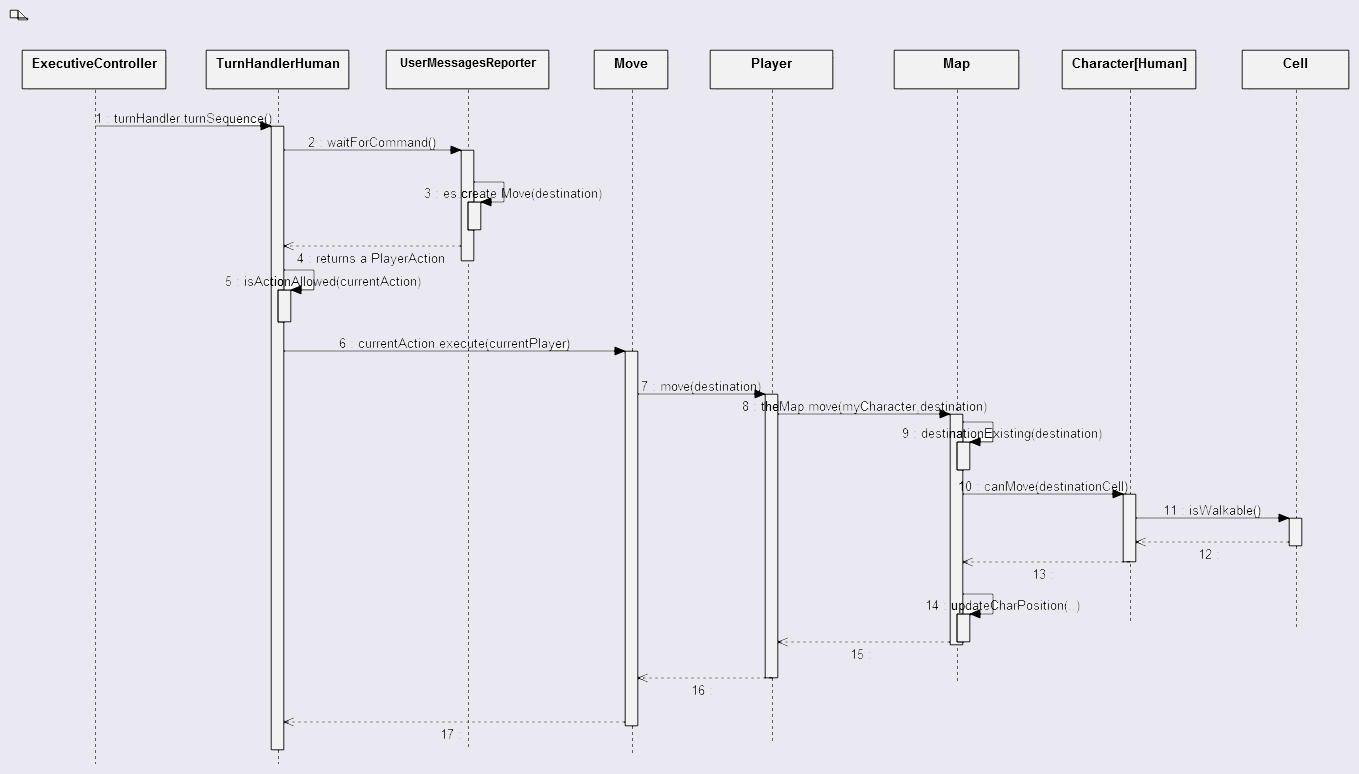 ExecutiveController
TurnHandlerHuman
UserMessagesReporter
Move
Player
Map
Character[Human]
Cell
1 : turnHandler.turnSequence()
2 : waitForCommand()
3 : es.create Move(destination)
4 : returns a PlayerAction
5 : isActionAllowed(currentAction)
6 : currentAction.execute(currentPlayer)
7 : move(destination)
8 : theMap.move(myCharacter,destination)
9 : destinationExisting(destination)
10 : canMove(destinationCell)
11 : isWalkable()
12 :
13 :
14 : updateCharPosition(..)
15 :
16 :
17 :